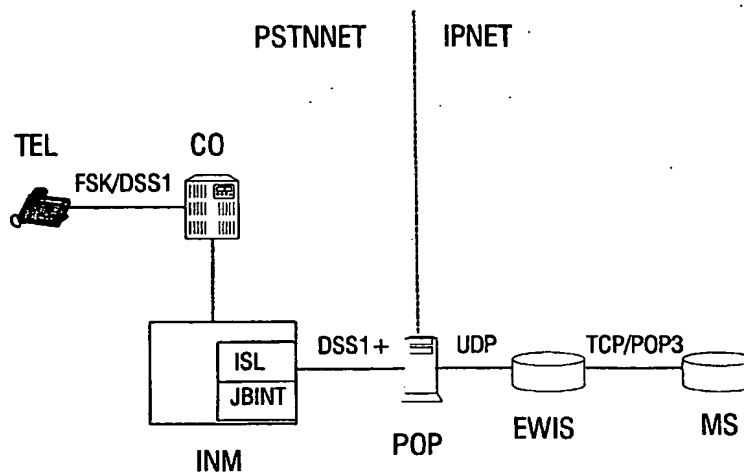 PSTNNET
IPNET
TEL
CO
FSK/DSS1
ISL
JBINT
DSS1+
UDP
TCP/POP3
INM
POP
EWIS
MS